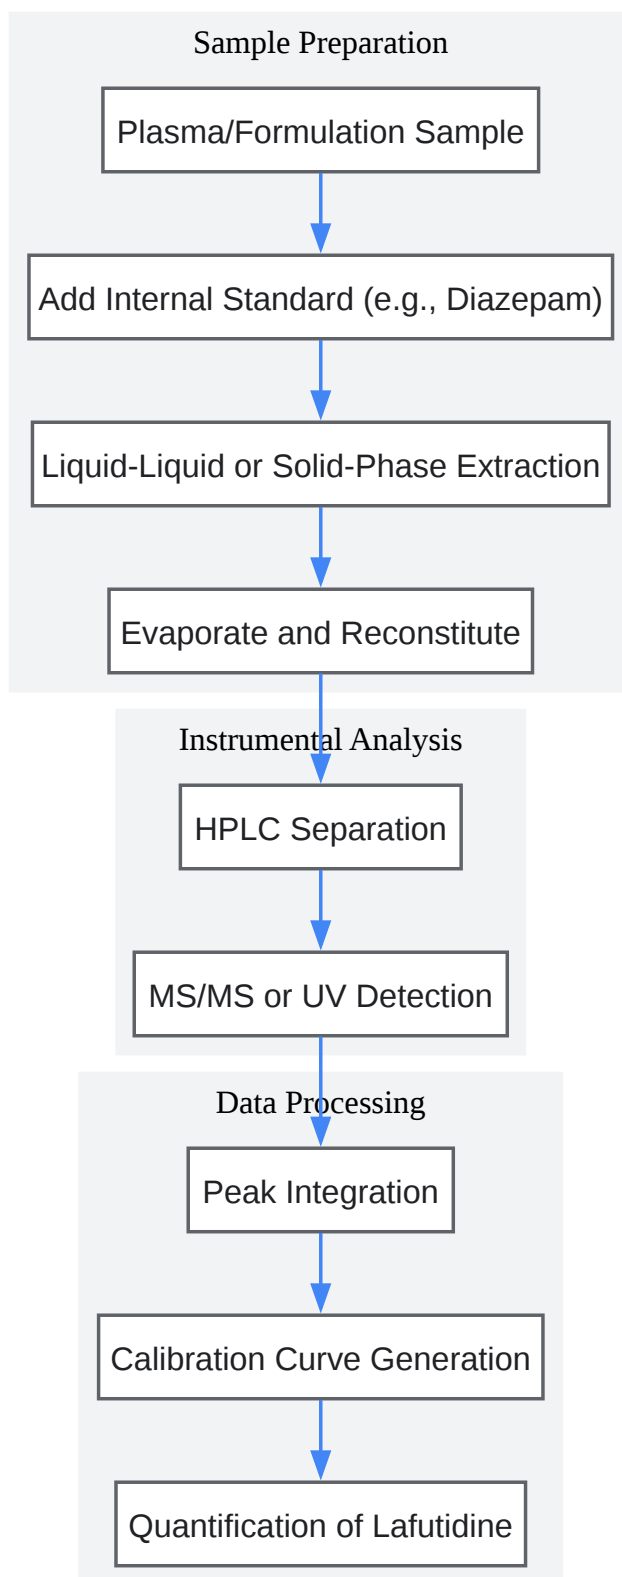 Sample Preparation
Plasma/Formulation Sample
Add Internal Standard (e.g., Diazepam)
Liquid-Liquid or Solid-Phase Extraction
Evaporate and Reconstitute
Instrumental Analysis
HPLC Separation
MS/MS or UV Detection
Data Processing
Peak Integration
Calibration Curve Generation
Quantification of Lafutidine